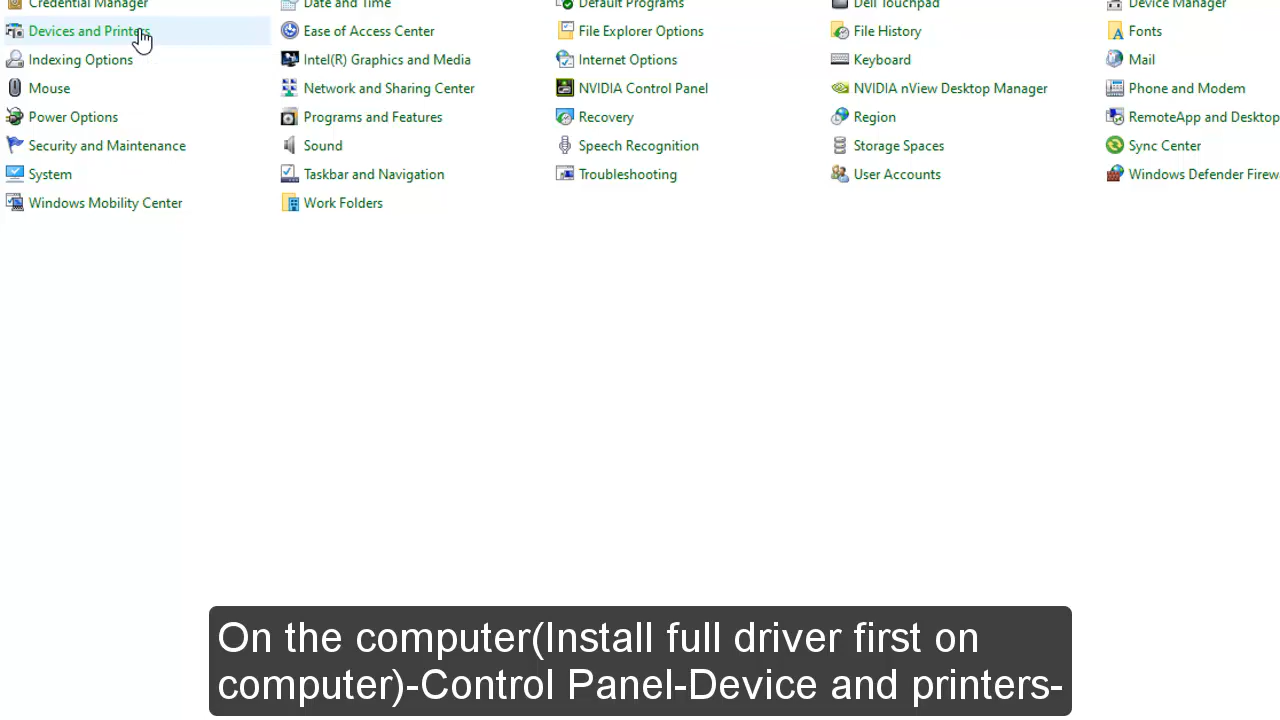 Credential Manager
Date and Time
Default Programs
Dell Touchpad
Device Manager
Devices and Printers
Ease of Access Center
File Explorer Options
File History
Fonts
Indexing Options
Intel(R) Graphics and Media
Internet Options
Keyboard
Mail
Mouse
Network and Sharing Center
NVIDIA Control Panel
NVIDIA nView Desktop Manager
Phone and Modem
Power Options
Programs and Features
Recovery
Region
RemoteApp and Desktop
Security and Maintenance
Sound
Speech Recognition
Storage Spaces
Sync Center
System
Taskbar and Navigation
Troubleshooting
User Accounts
Windows Defender Firew
Windows Mobility Center
Work Folders
On the computer(Install full driver first on
computer)-Control Panel-Device and printers-